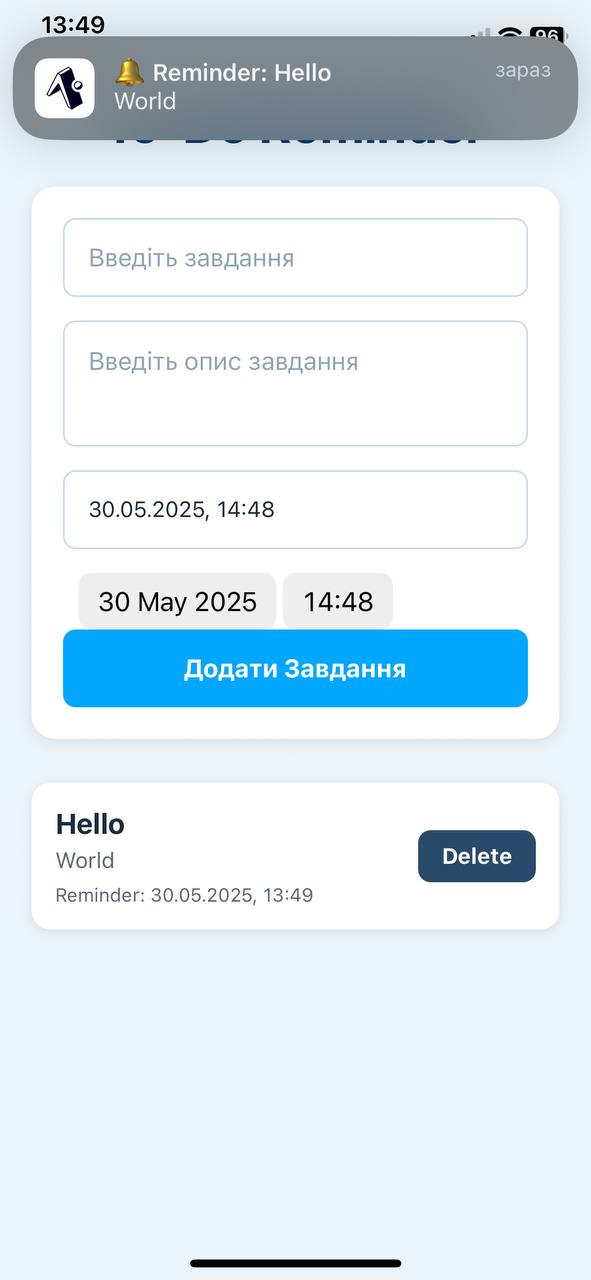 13:49
96
🔔 Reminder: Hello
зараз
World
To-Do Reminder
Введіть завдання
Введіть опис завдання
30.05.2025, 14:48
30 May 2025
14:48
Додати Завдання
Hello
World
Reminder: 30.05.2025, 13:49
Delete